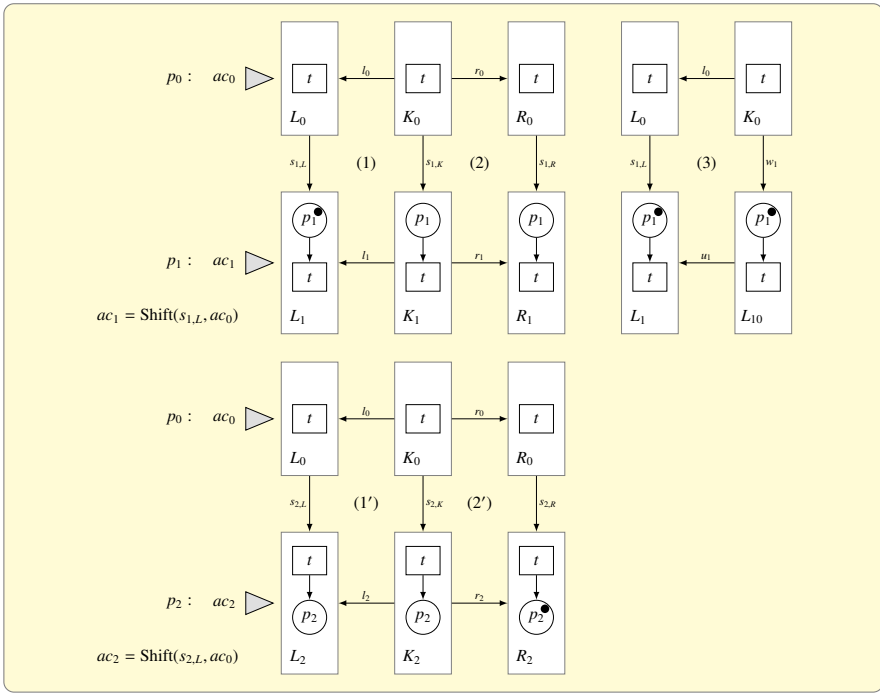 p₀ : ac₀ t l₀ t r₀ t t l₀ t
L₀ K₀ R₀ L₀ K₀
s₁,L (1) s₁,K (2) s₁,R s₁,L (3) w₁
p₁ p₁ p₁ p₁ p₁
p₁ : ac₁ t l₁ t r₁ t t u₁ t
ac₁ = Shift(s₁,L, ac₀) L₁ K₁ R₁ L₁ L₁₀
p₀ : ac₀ t l₀ t r₀ t
L₀ K₀ R₀
s₂,L (1′) s₂,K (2′) s₂,R
t t t
p₂ : ac₂ p₂ l₂ p₂ r₂ p₂
ac₂ = Shift(s₂,L, ac₀) L₂ K₂ R₂